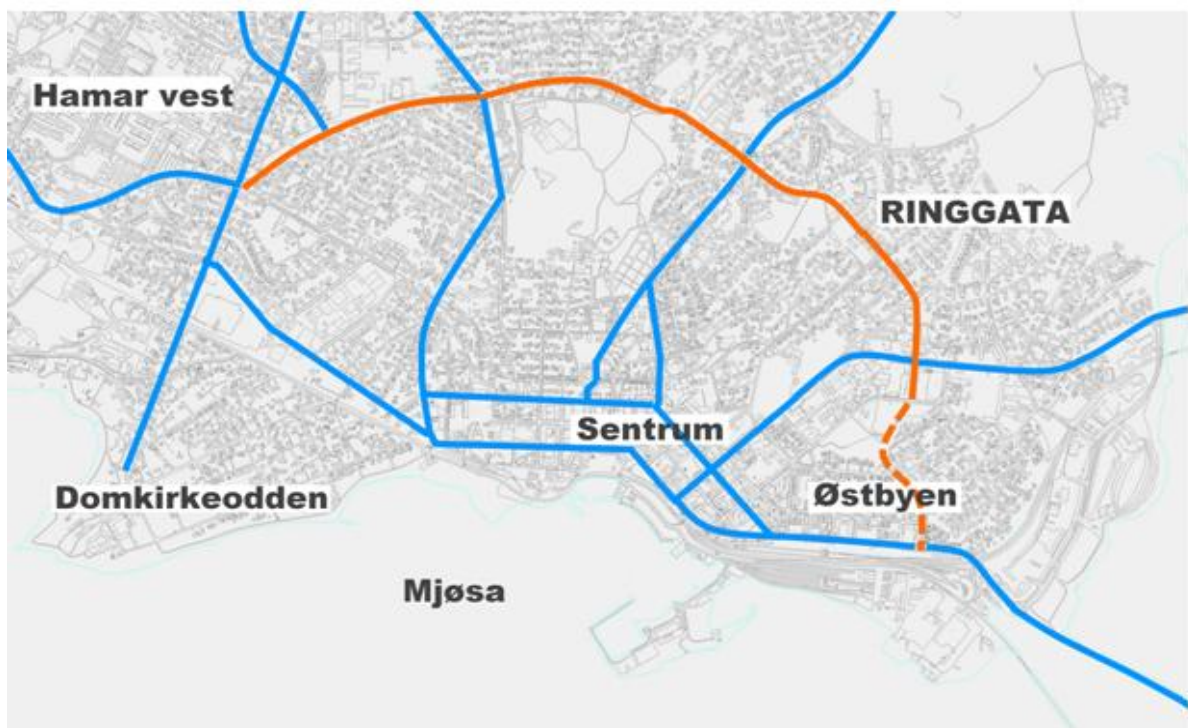 Hamar vest
RINGGATA
Sentrum
Østbyen
Domkirkeodden
Mjøsa